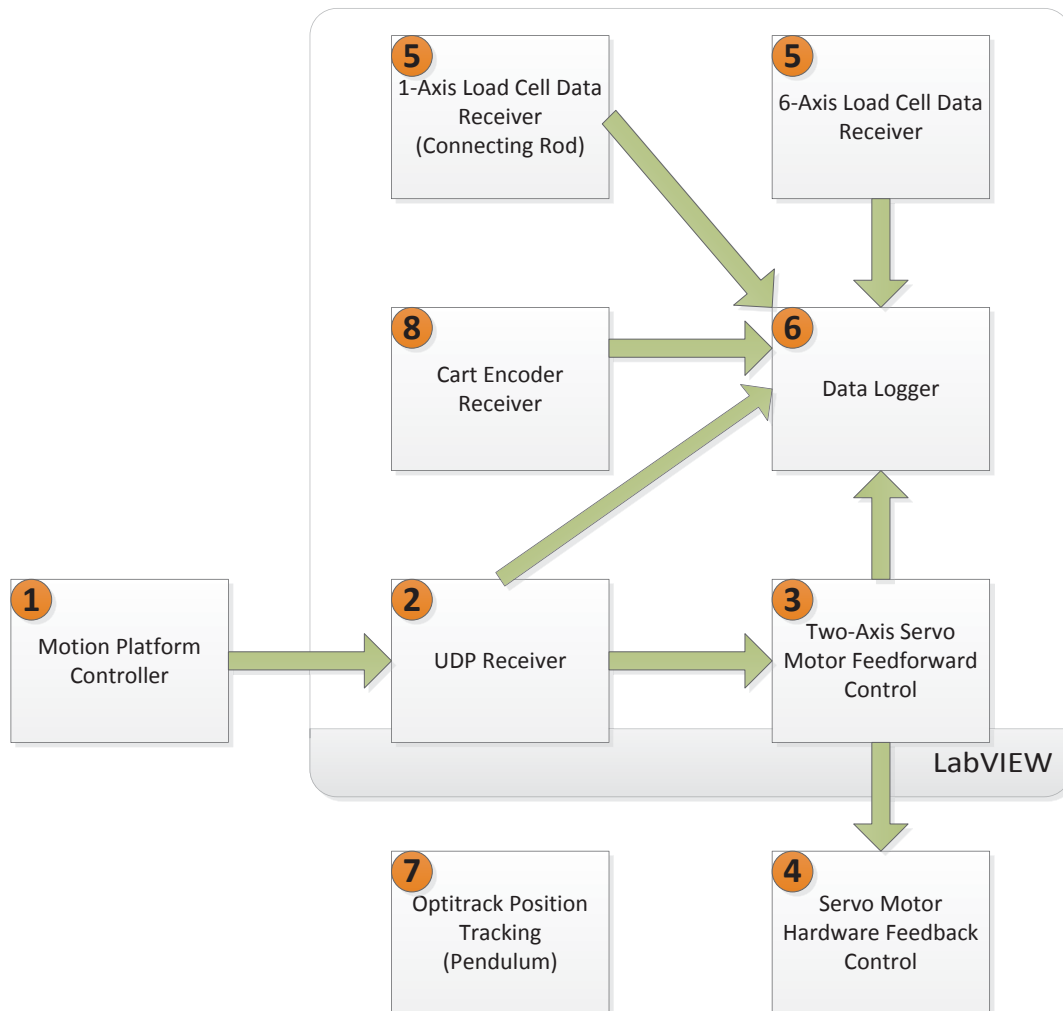 5
1-Axis Load Cell Data
Receiver
(Connecting Rod)
5
6-Axis Load Cell Data
Receiver
8
Cart Encoder
Receiver
6
Data Logger
1
Motion Platform
Controller
2
UDP Receiver
3
Two-Axis Servo
Motor Feedforward
Control
LabVIEW
7
Optitrack Position
Tracking
(Pendulum)
4
Servo Motor
Hardware Feedback
Control